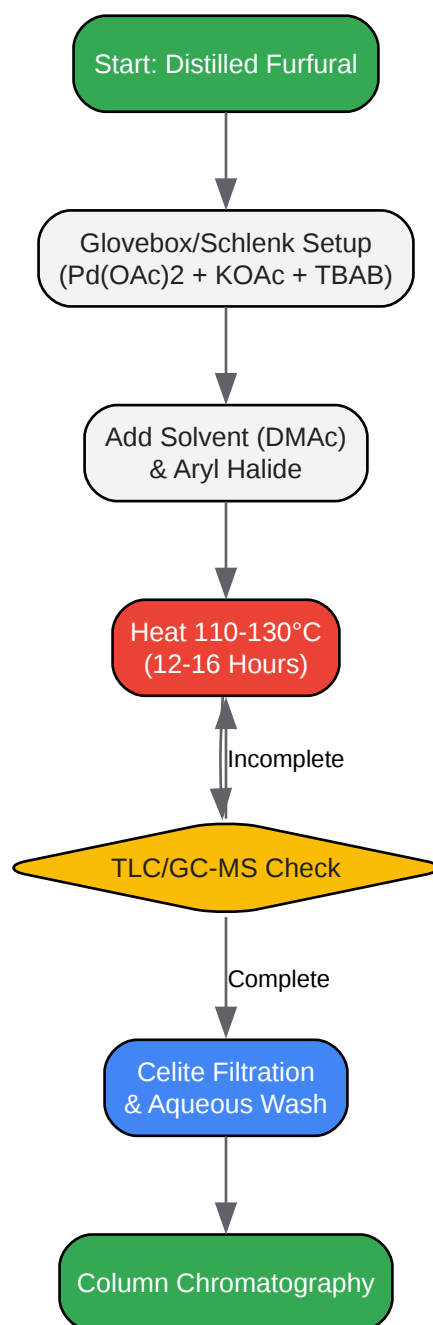 Start: Distilled Furfural
Glovebox/Schlenk Setup
(Pd(OAc)2 + KOAc + TBAB)
Add Solvent (DMAc)
& Aryl Halide
Heat 110-130°C
(12-16 Hours)
Incomplete
TLC/GC-MS Check
Complete
Celite Filtration
& Aqueous Wash
Column Chromatography